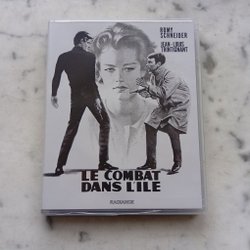 ROMY
SCHNEIDER
JEAN-LOUIS
TRINTIGNANT
LE COMBAT
DANS L'ILE
RADIANCE